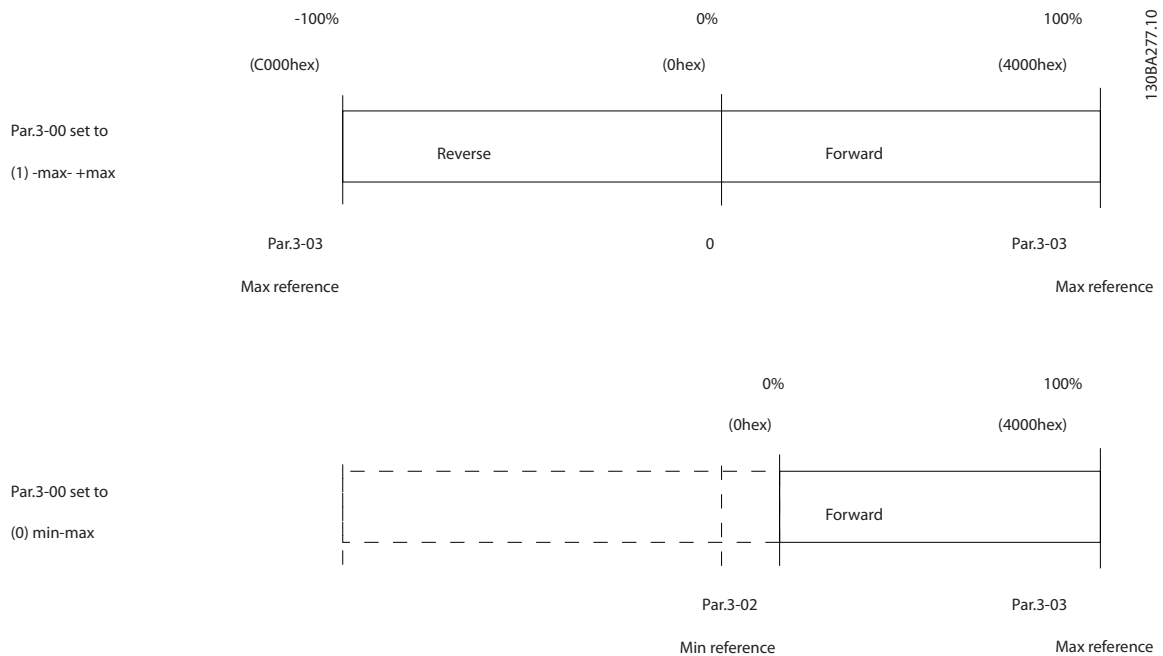 -100% 0% 100%
(C000hex) (0hex) (4000hex)
130BA277.10
Par.3-00 set to
(1) -max- +max
Reverse Forward
Par.3-03 0 Par.3-03
Max reference Max reference
0% 100%
(0hex) (4000hex)
Par.3-00 set to
(0) min-max
Forward
Par.3-02 Par.3-03
Min reference Max reference